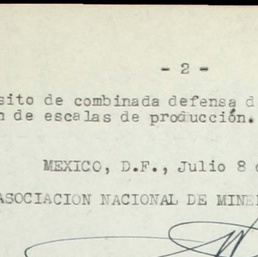 - 2 -
sito de combinada defensa d
n de escalas de producción.
MEXICO, D.F., Julio 8 d
ASOCIACION NACIONAL DE MINE